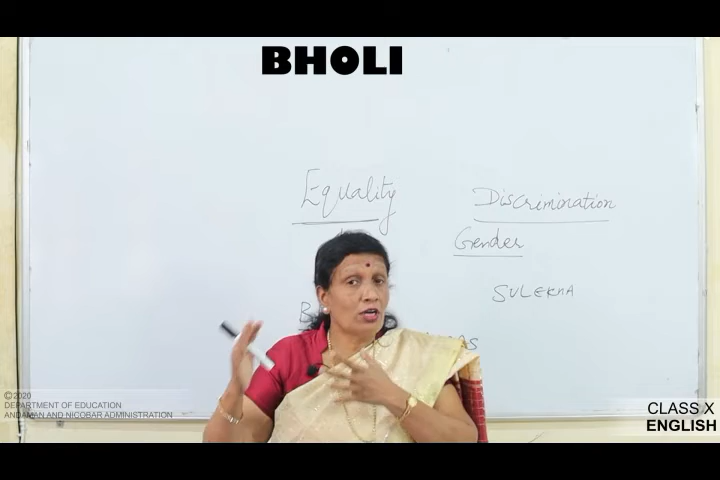 BHOLI
Equality
Discrimination
Gender
SULEKHA
©2020
DEPARTMENT OF EDUCATION
ANDAMAN AND NICOBAR ADMINISTRATION
CLASS X
ENGLISH